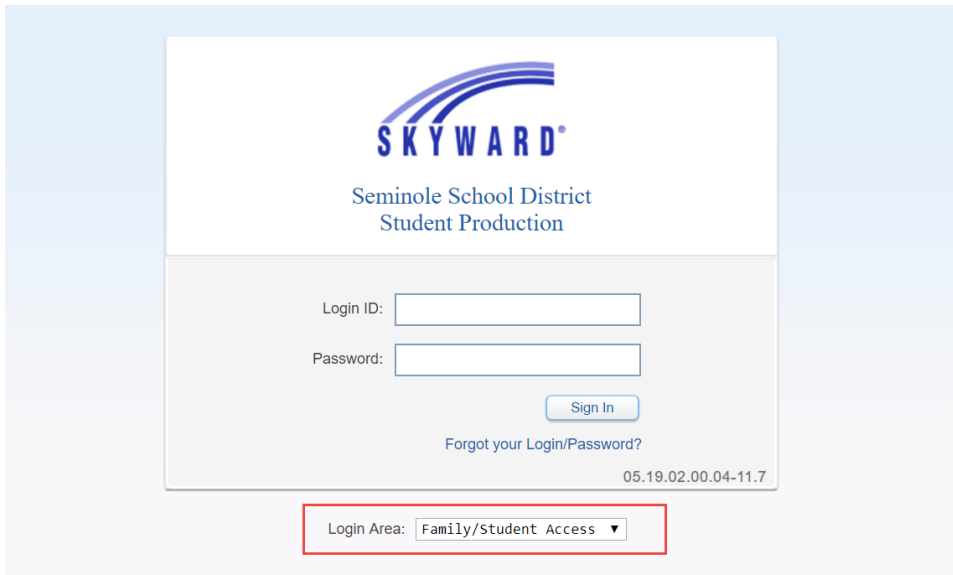 SKYWARD®
Seminole School District
Student Production
Login ID:
Password:
Sign In
Forgot your Login/Password?
05.19.02.00.04-11.7
Login Area: Family/Student Access ▼